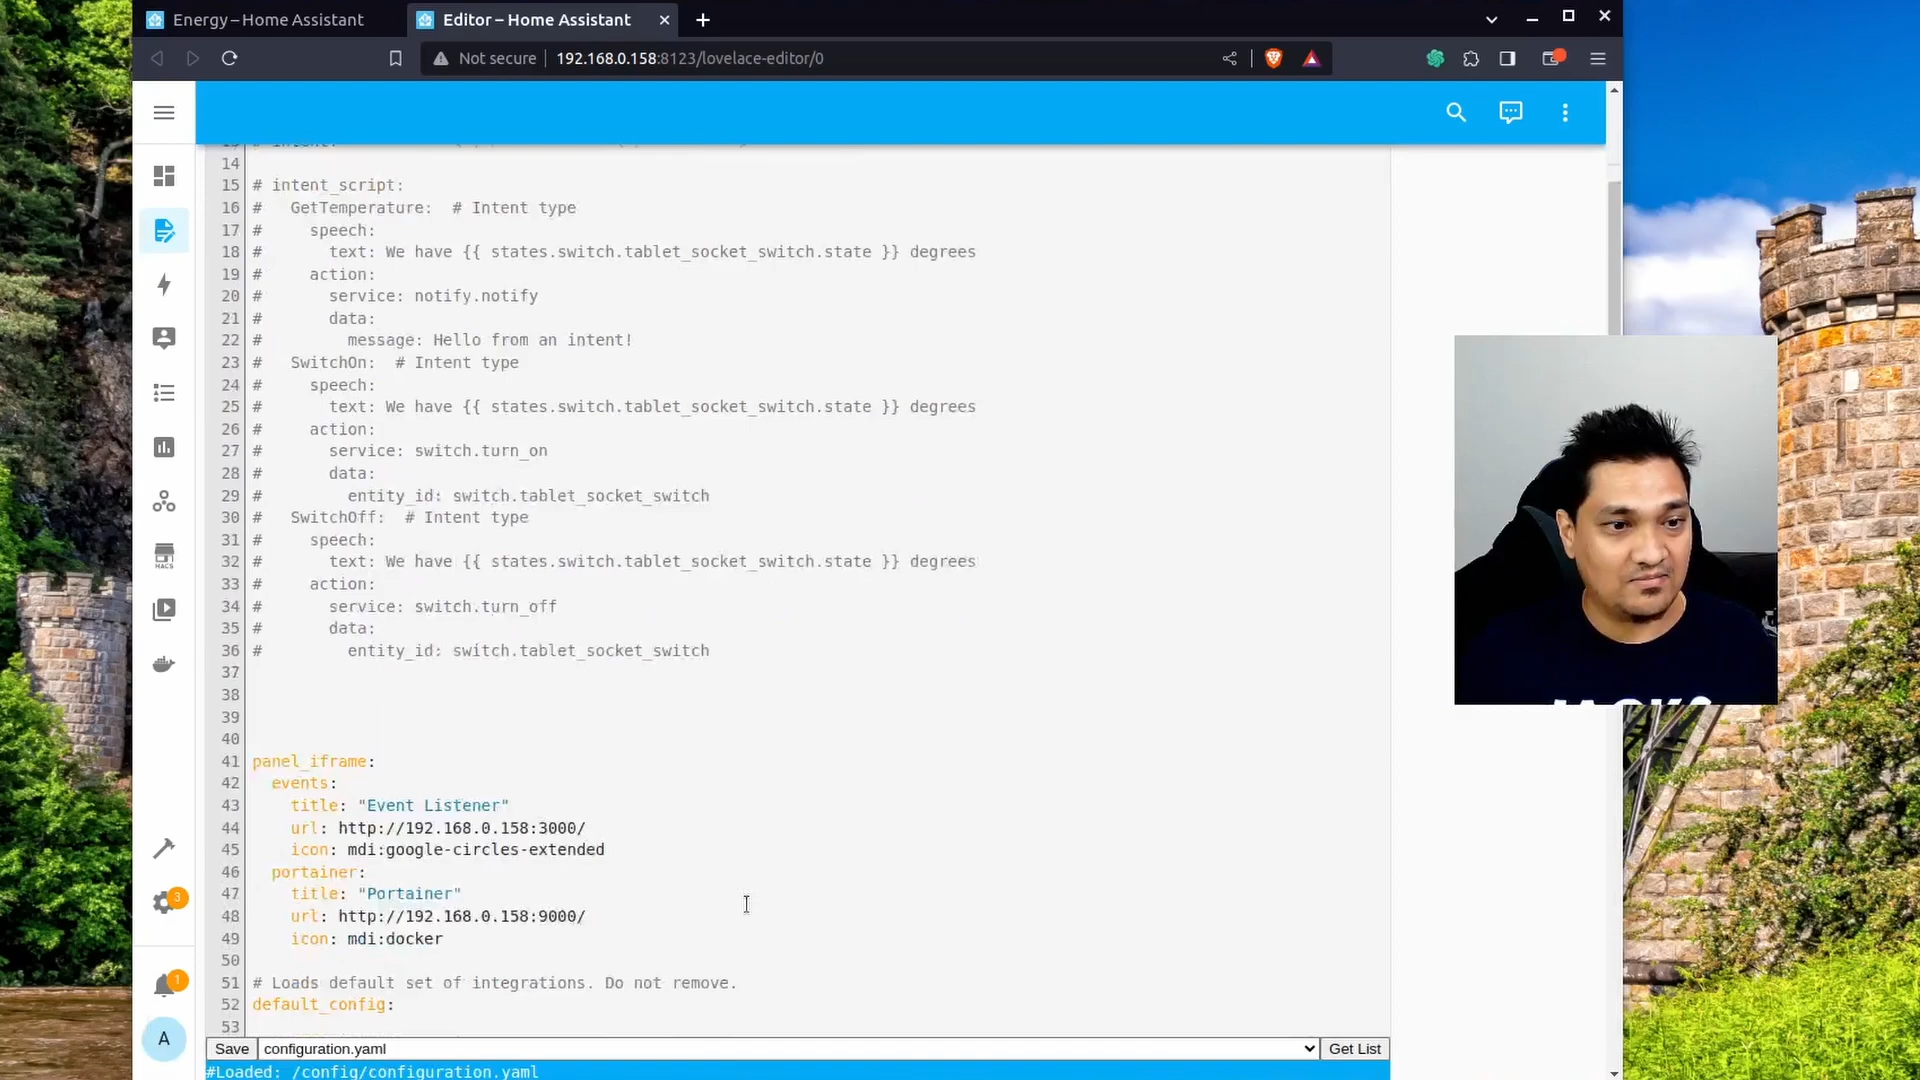 Energy – Home Assistant
Editor – Home Assistant
Not secure
192.168.0.158:8123/lovelace-editor/0
14
15 # intent_script:
16 #   GetTemperature:  # Intent type
17 #     speech:
18 #       text: We have {{ states.switch.tablet_socket_switch.state }} degrees
19 #     action:
20 #       service: notify.notify
21 #       data:
22 #         message: Hello from an intent!
23 #   SwitchOn:  # Intent type
24 #     speech:
25 #       text: We have {{ states.switch.tablet_socket_switch.state }} degrees
26 #     action:
27 #       service: switch.turn_on
28 #       data:
29 #         entity_id: switch.tablet_socket_switch
30 #   SwitchOff:  # Intent type
31 #     speech:
32 #       text: We have {{ states.switch.tablet_socket_switch.state }} degrees
33 #     action:
34 #       service: switch.turn_off
35 #       data:
36 #         entity_id: switch.tablet_socket_switch
37
38
39
40
41 panel_iframe:
42   events:
43     title: "Event Listener"
44     url: http://192.168.0.158:3000/
45     icon: mdi:google-circles-extended
46   portainer:
47     title: "Portainer"
48     url: http://192.168.0.158:9000/
49     icon: mdi:docker
50
51 # Loads default set of integrations. Do not remove.
52 default_config:
53
HACS
3
1
A
Save
configuration.yaml
Get List
#Loaded: /config/configuration.yaml